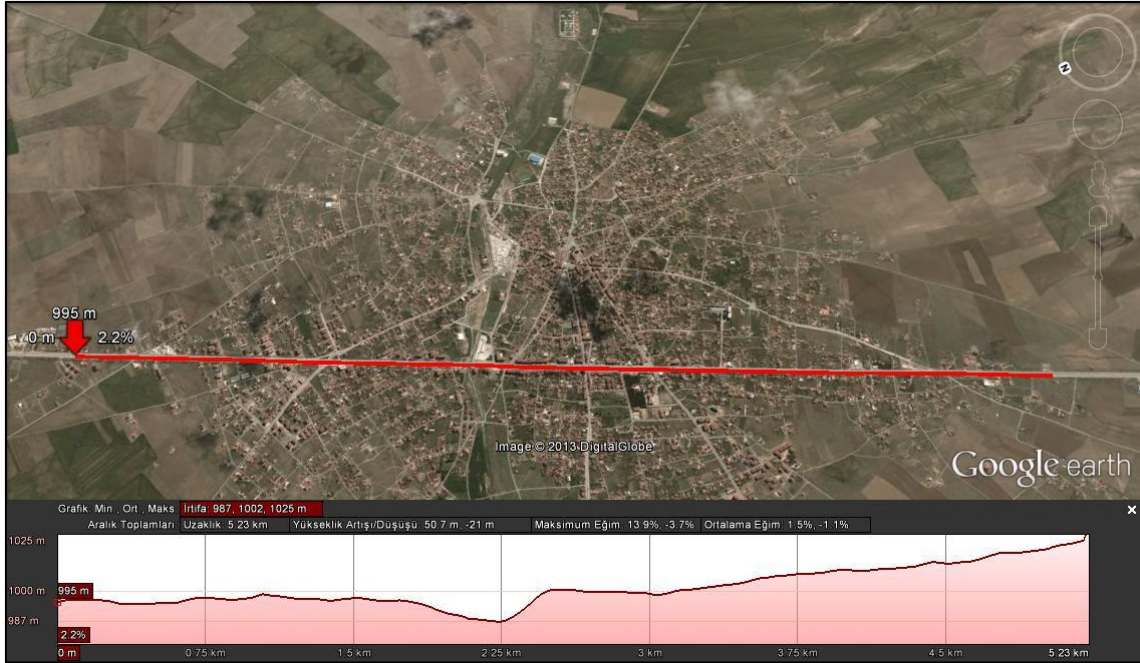 N
995 m
0 m 2.2%
Image © 2013 DigitalGlobe
Google earth
Grafik: Min., Ort., Maks. İrtifa: 987, 1002, 1025 m
Aralık Toplamları: Uzaklık: 5.23 km Yükseklik Artışı/Düşüşü: 50.7 m, -21 m Maksimum Eğim: 13.9%, -3.7% Ortalama Eğim: 1.5%, -1.1%
1025 m
1000 m 995 m
987 m
2.2%
0 m 0.75 km 1.5 km 2.25 km 3 km 3.75 km 4.5 km 5.23 km